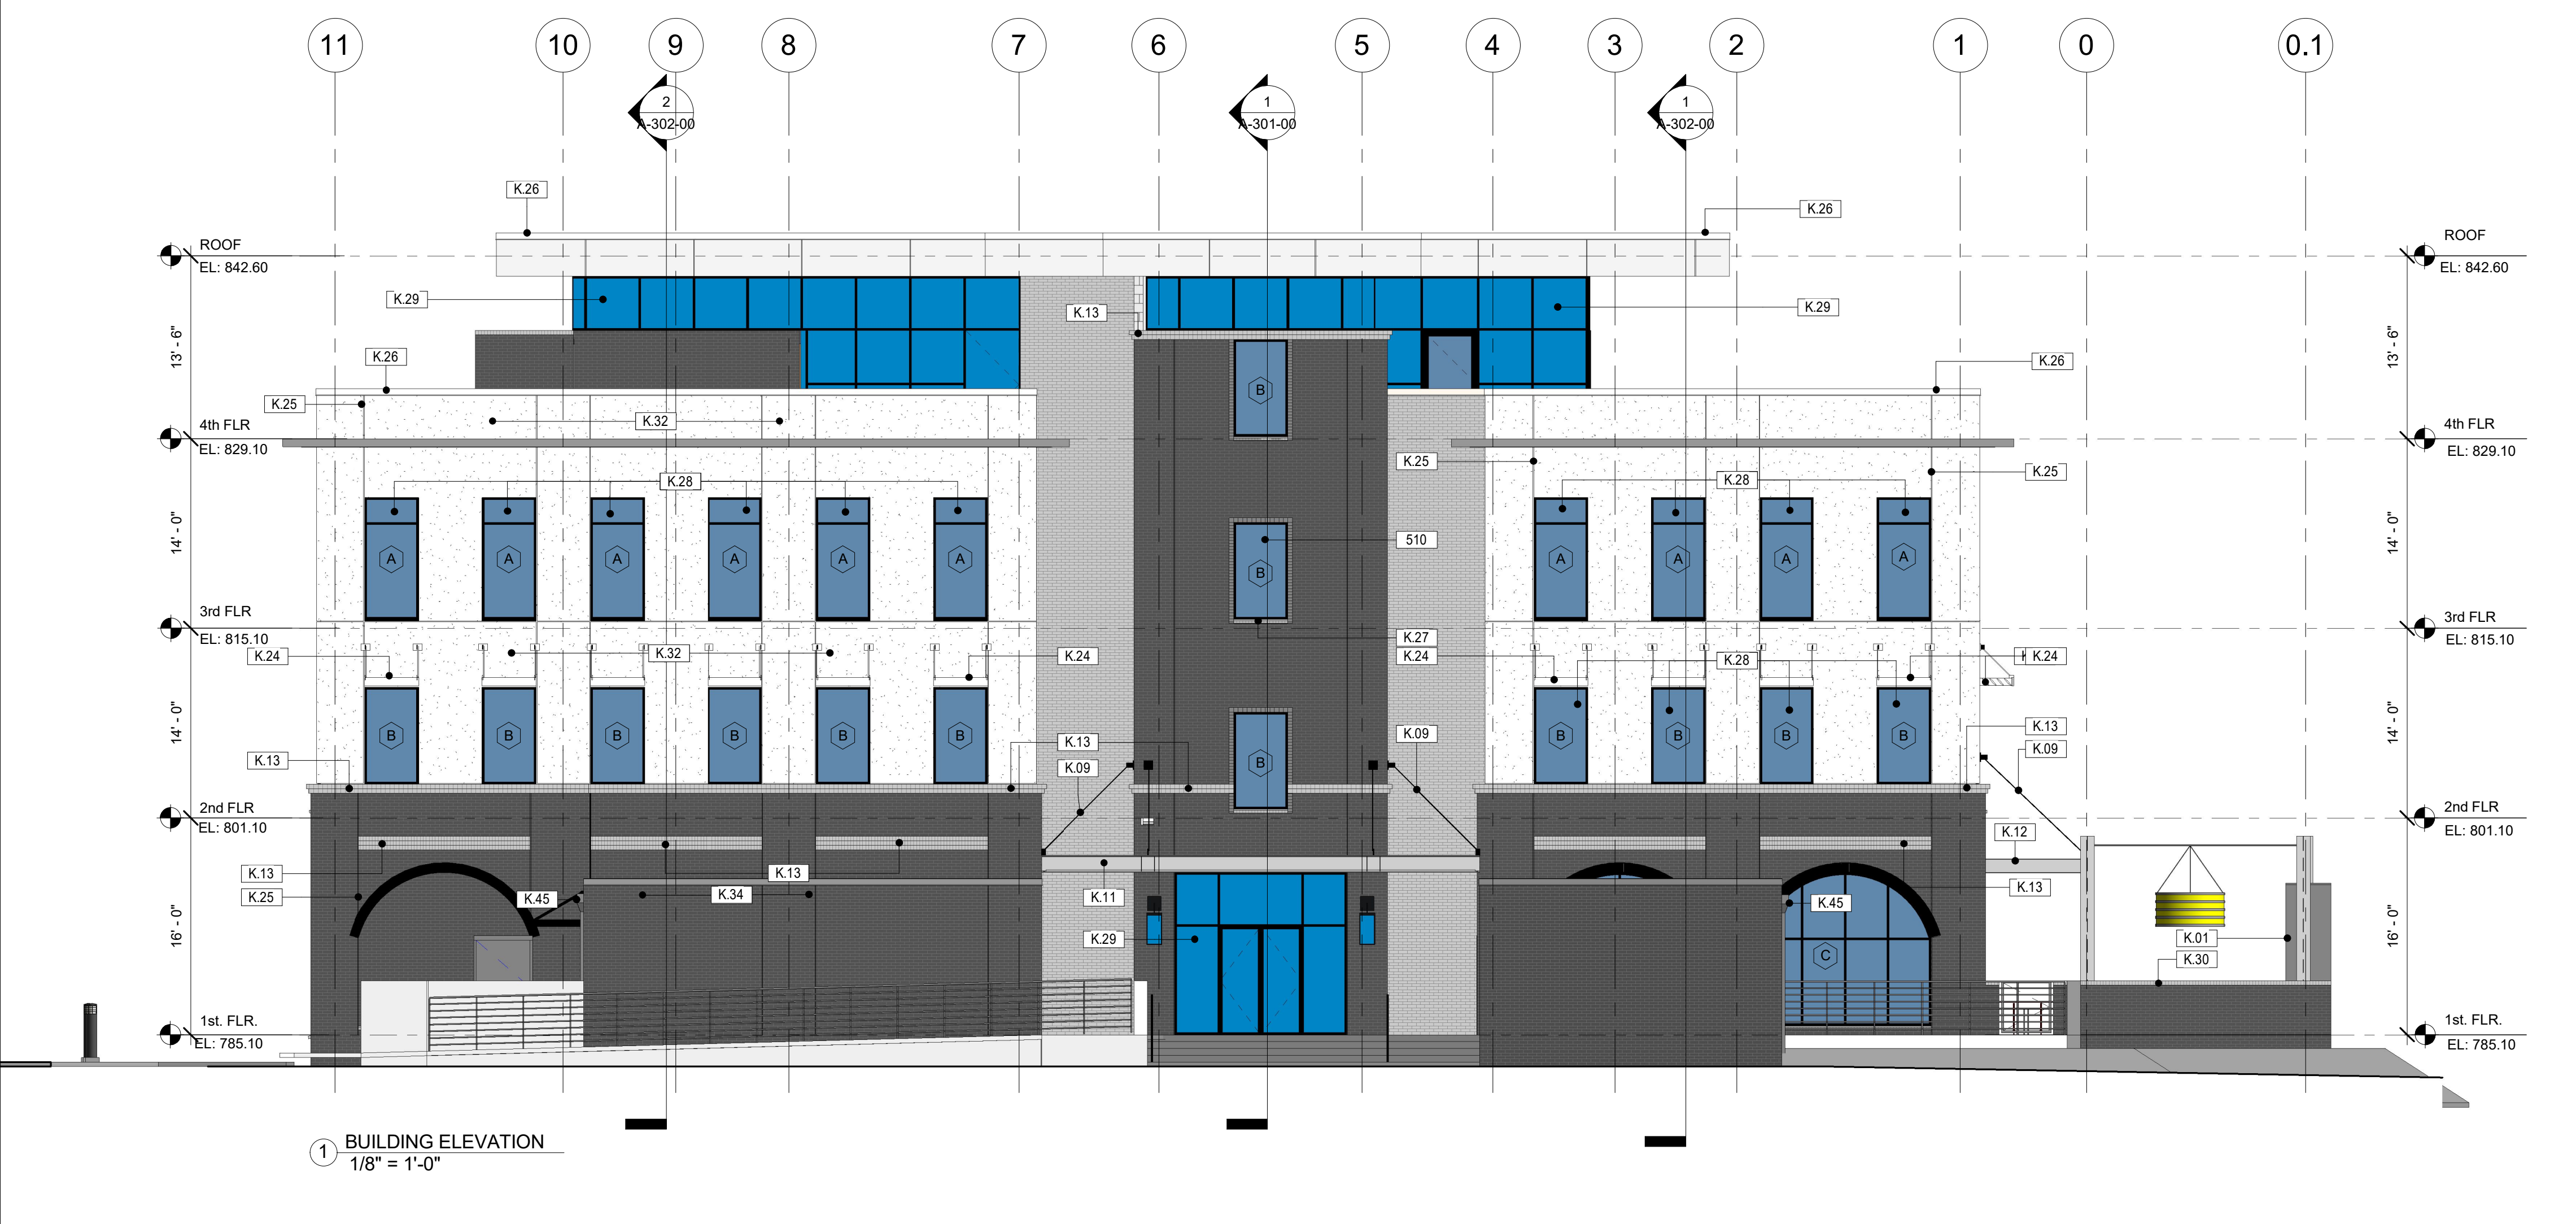 11 10 9 8 7 6 5 4 3 2 1 0 0.1
2 1 1
A-302-00 A-301-00 A-302-00
K.26
K.26
ROOF ROOF
EL: 842.60 EL: 842.60
K.29 K.29
K.13
13' - 6" 13' - 6"
K.26 K.26
B
K.25
K.32
4th FLR 4th FLR
EL: 829.10 EL: 829.10
K.25 K.25
K.28 K.28
14' - 0" 510 14' - 0"
A A A A A A A A A A
B
3rd FLR 3rd FLR
EL: 815.10 K.27 EL: 815.10
K.24 K.32 K.24 K.24 K.28 K.24
14' - 0" 14' - 0"
B B B B B B B B B B
K.13 K.09 K.13
K.13 K.09 B K.09
2nd FLR 2nd FLR
EL: 801.10 EL: 801.10
K.12
K.13 K.13 K.13
K.25 K.45 K.34 K.11 K.45
16' - 0" 16' - 0"
K.29 K.01
C K.30
1st. FLR. 1st. FLR.
EL: 785.10 EL: 785.10
1 BUILDING ELEVATION
1/8" = 1'-0"